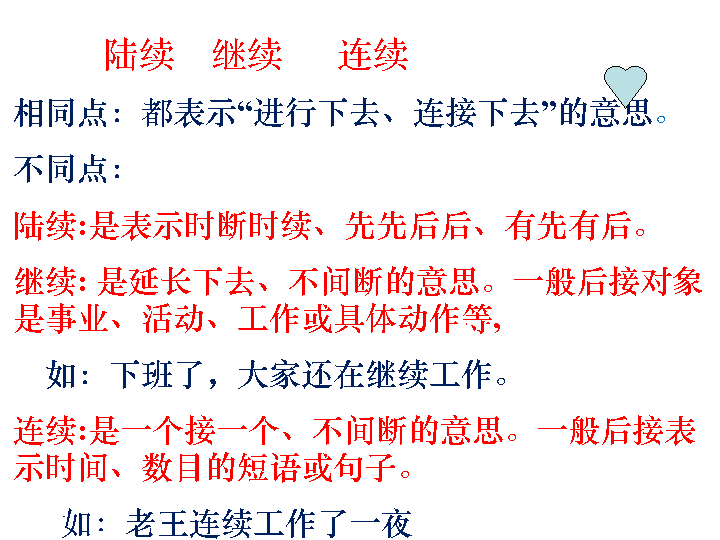 陆续 继续 连续
相同点：都表示“进行下去、连接下去”的意思。
不同点：
陆续:是表示时断时续、先先后后、有先有后。
继续: 是延长下去、不间断的意思。一般后接对象
是事业、活动、工作或具体动作等,
如：下班了，大家还在继续工作。
连续:是一个接一个、不间断的意思。一般后接表
示时间、数目的短语或句子。
如：老王连续工作了一夜